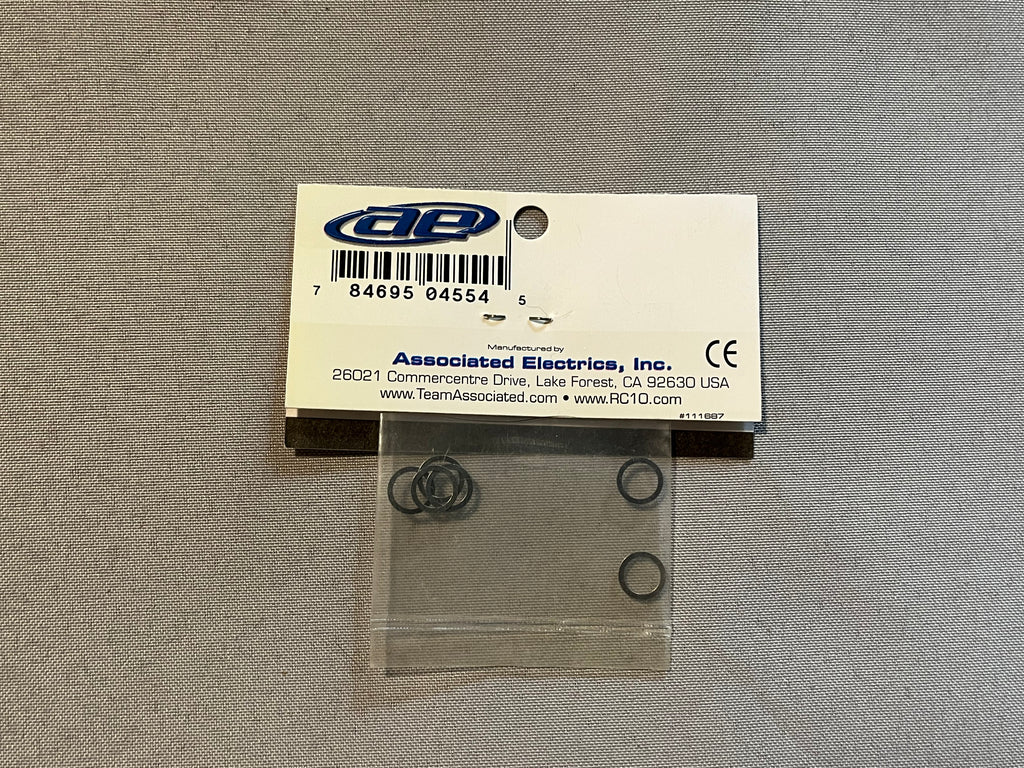 ae
7 84695 04554 5
Manufactured by
Associated Electrics, Inc.
26021 Commercentre Drive, Lake Forest, CA 92630 USA
www.TeamAssociated.com • www.RC10.com
CE
#111687